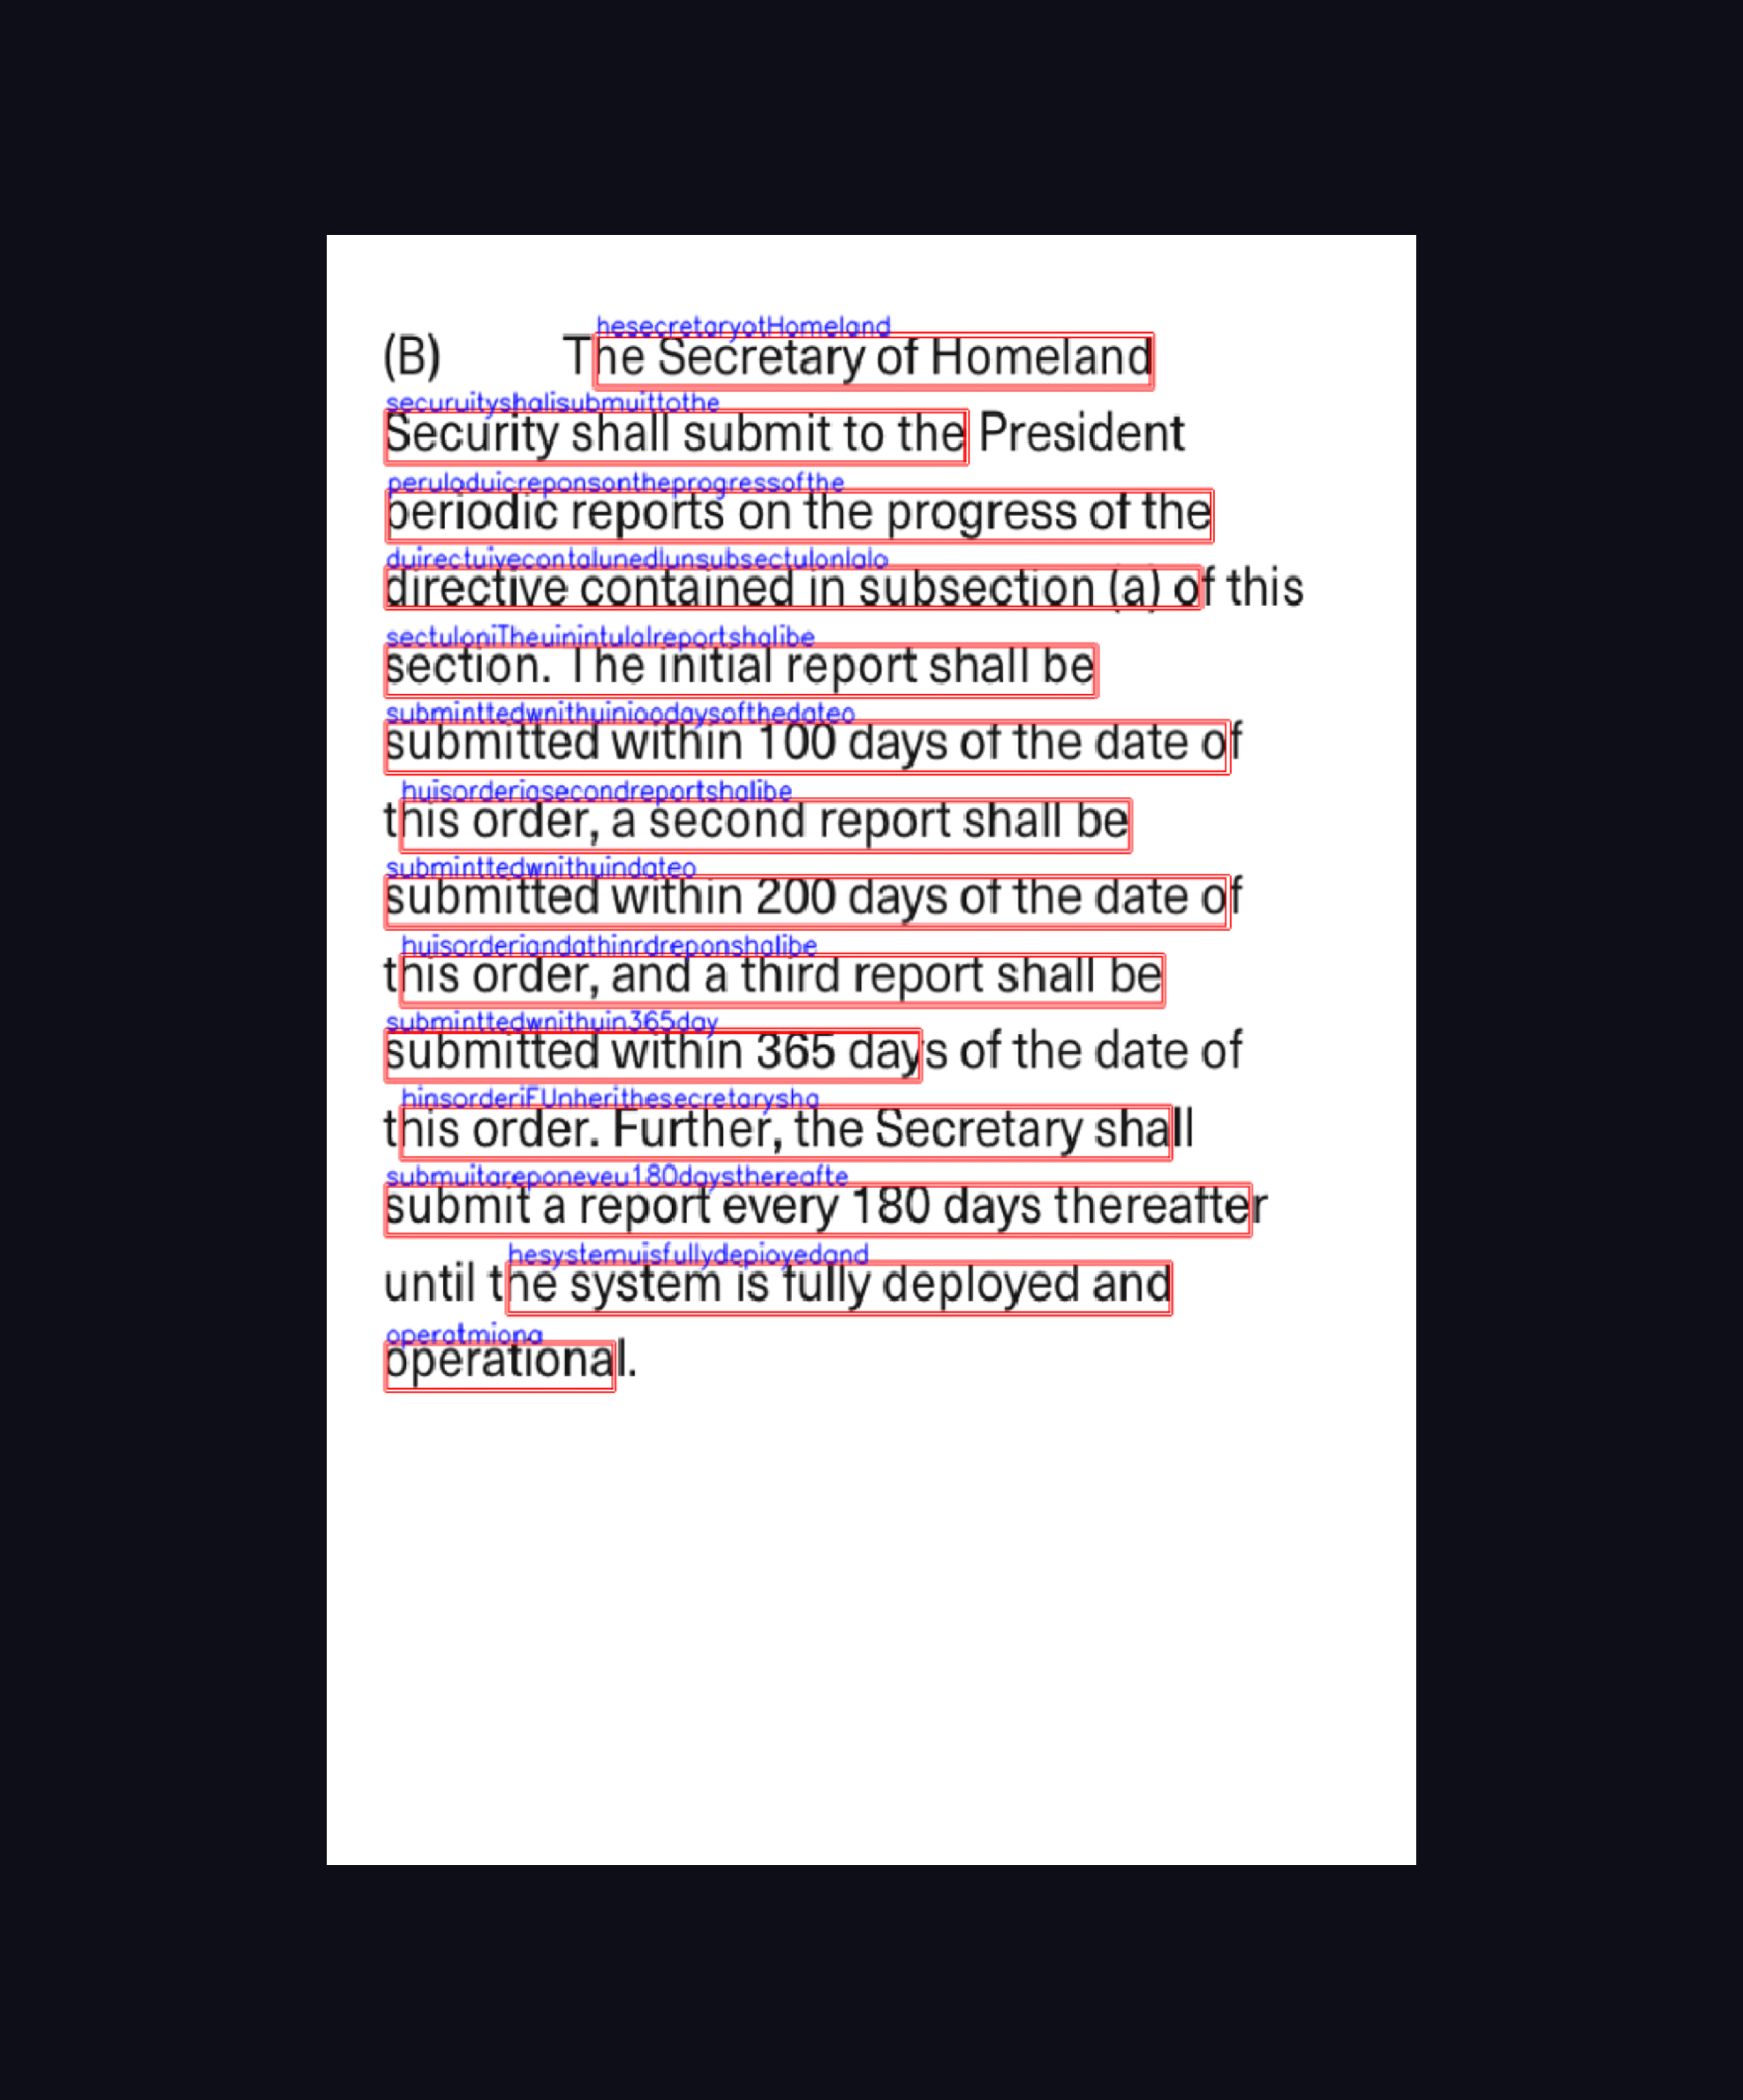 hesecretaryotHomeland
(B) The Secretary of Homeland
securuityshalisubmuittothe
Security shall submit to the President
peruloduicreponsontheprogressofthe
periodic reports on the progress of the
duirectuivecontalunedlunsubsectulonlalo
directive contained in subsection (a) of this
sectuloniTheuinintulalreportshalibe
section. The initial report shall be
subminttedwnithuinioodaysofthedateo
submitted within 100 days of the date of
huisorderiasecondreportshalibe
this order, a second report shall be
subminttedwnithuindateo
submitted within 200 days of the date of
huisorderiandathinrdreponshalibe
this order, and a third report shall be
subminttedwnithuin365day
submitted within 365 days of the date of
hinsorderiFUnherithesecretarysha
this order. Further, the Secretary shall
submuitareponeveu180daysthereafte
submit a report every 180 days thereafter
hesystemuisfullydepioyedand
until the system is fully deployed and
operatmiona
operational.